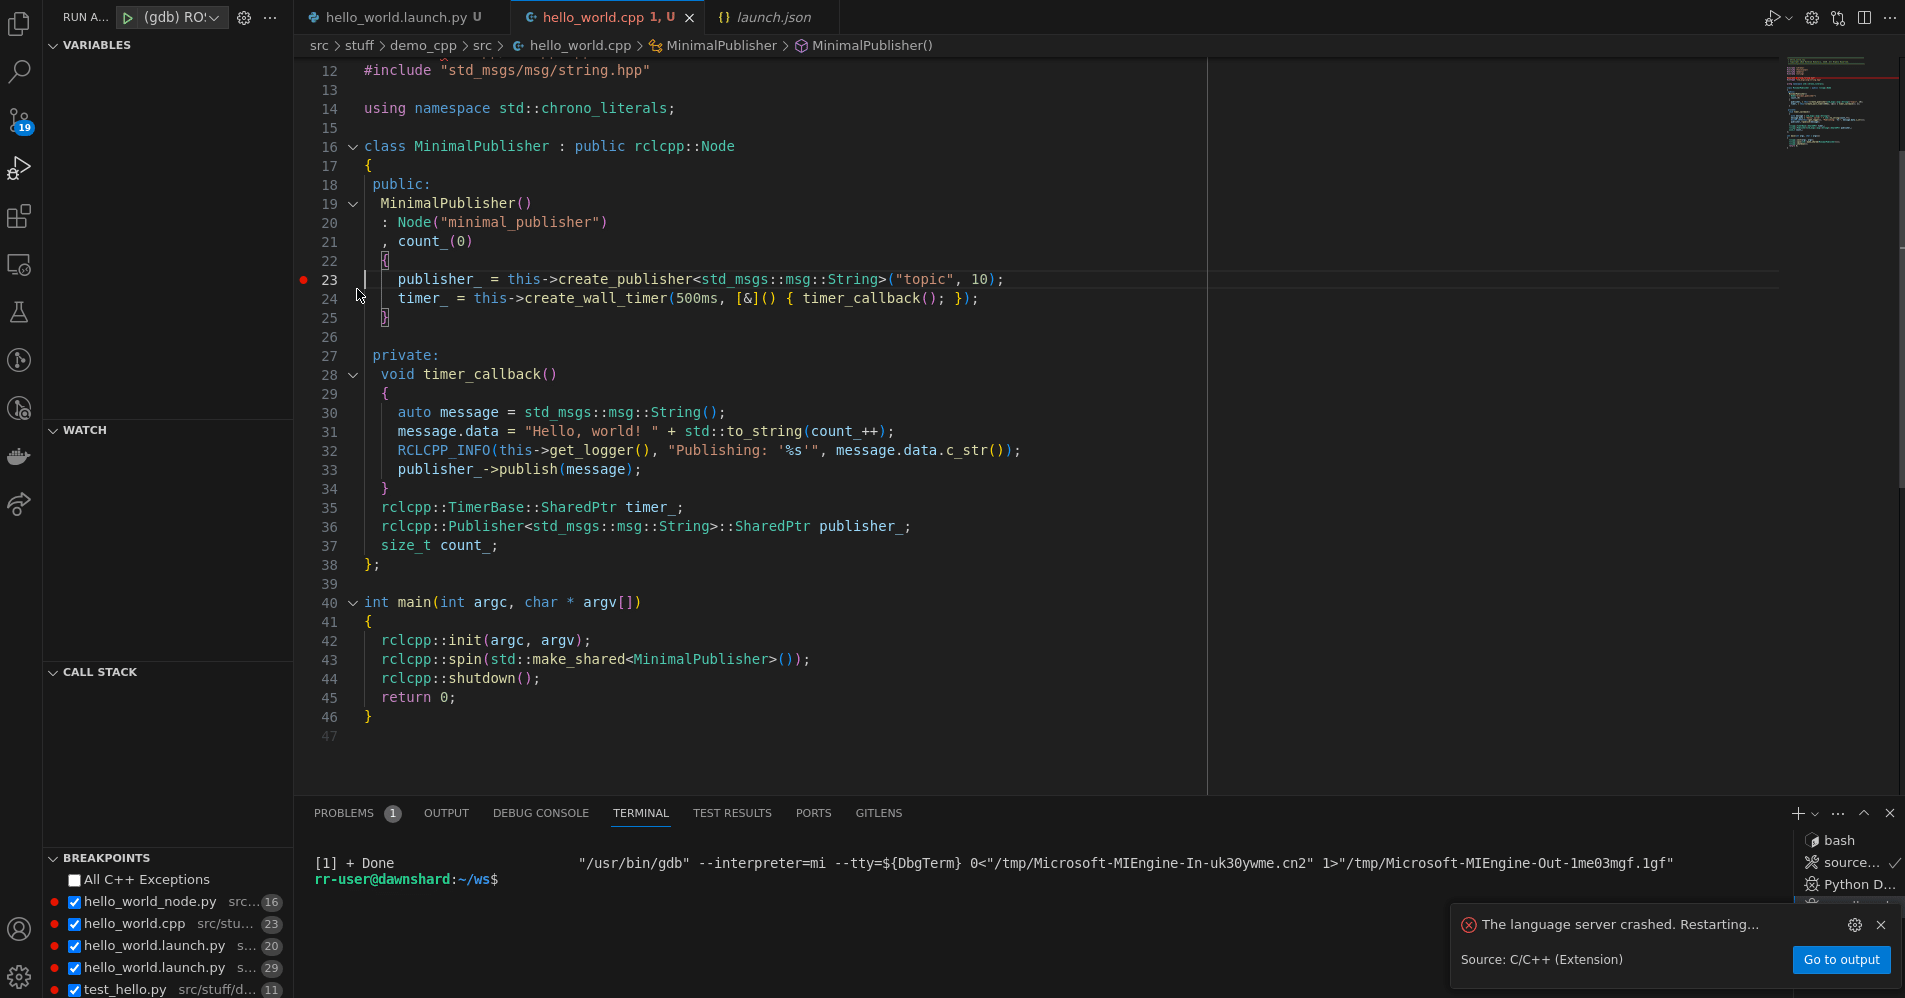 RUN A... (gdb) RO:
VARIABLES
WATCH
CALL STACK
BREAKPOINTS
All C++ Exceptions
hello_world_node.py src... 16
hello_world.cpp src/stu... 23
hello_world.launch.py s... 20
hello_world.launch.py s... 29
test_hello.py src/stuff/d... 11
19
hello_world.launch.py U
hello_world.cpp 1, U
{} launch.json
src > stuff > demo_cpp > src > hello_world.cpp > MinimalPublisher > MinimalPublisher()
12 #include "std_msgs/msg/string.hpp"
13
14 using namespace std::chrono_literals;
15
16 class MinimalPublisher : public rclcpp::Node
17 {
18 public:
19 MinimalPublisher()
20 : Node("minimal_publisher")
21 , count_(0)
22 {
23 publisher_ = this->create_publisher<std_msgs::msg::String>("topic", 10);
24 timer_ = this->create_wall_timer(500ms, [&]() { timer_callback(); });
25 }
26
27 private:
28 void timer_callback()
29 {
30 auto message = std_msgs::msg::String();
31 message.data = "Hello, world! " + std::to_string(count_++);
32 RCLCPP_INFO(this->get_logger(), "Publishing: '%s'", message.data.c_str());
33 publisher_->publish(message);
34 }
35 rclcpp::TimerBase::SharedPtr timer_;
36 rclcpp::Publisher<std_msgs::msg::String>::SharedPtr publisher_;
37 size_t count_;
38 };
39
40 int main(int argc, char * argv[])
41 {
42 rclcpp::init(argc, argv);
43 rclcpp::spin(std::make_shared<MinimalPublisher>());
44 rclcpp::shutdown();
45 return 0;
46 }
47
PROBLEMS 1 OUTPUT DEBUG CONSOLE TERMINAL TEST RESULTS PORTS GITLENS
[1] + Done "/usr/bin/gdb" --interpreter=mi --tty=${DbgTerm} 0<"/tmp/Microsoft-MIEngine-In-uk30ywme.cn2" 1>"/tmp/Microsoft-MIEngine-Out-1me03mgf.1gf"
rr-user@dawnshard:~/ws$
bash
source...
Python D...
The language server crashed. Restarting...
Source: C/C++ (Extension)
Go to output